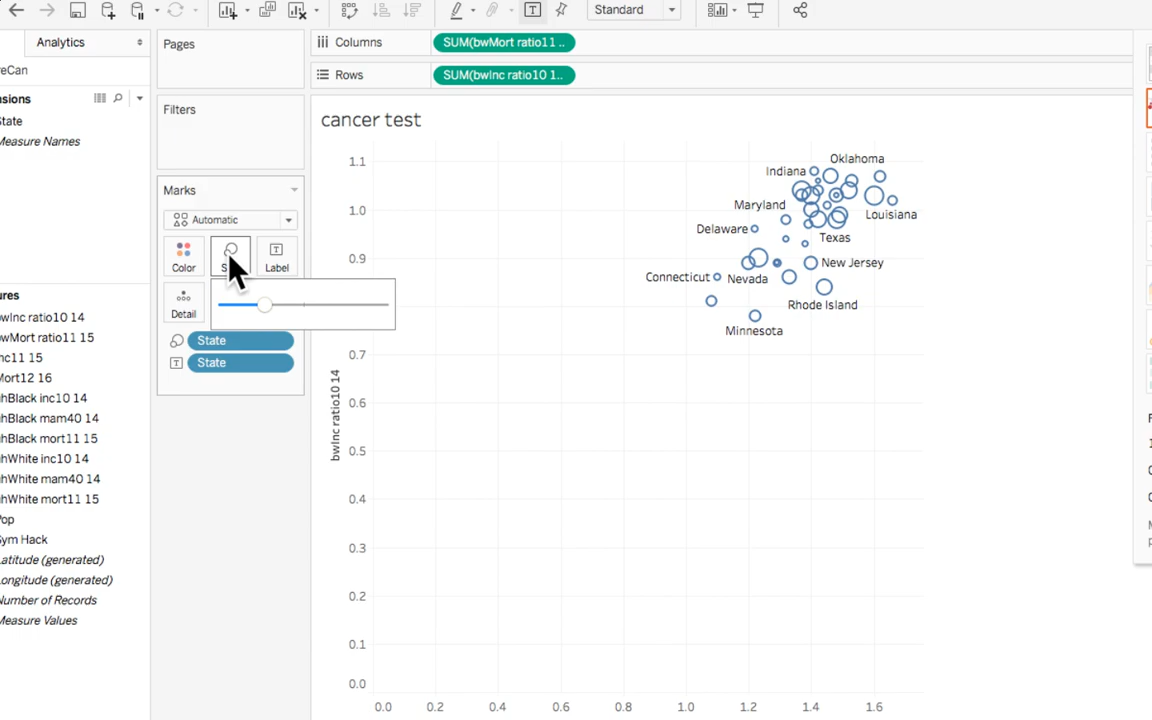 Standard
Analytics
Pages
Columns
SUM(bwMort ratio11 ..
reCan
Rows
SUM(bwInc ratio10 1..
nsions
Filters
State
Measure Names
cancer test
Marks
Automatic
Color
Label
Detail
State
State
ures
wInc ratio10 14
wMort ratio11 15
nc11 15
Mort12 16
hBlack inc10 14
hBlack mam40 14
hBlack mort11 15
hWhite inc10 14
hWhite mam40 14
hWhite mort11 15
Pop
Sym Hack
Latitude (generated)
Longitude (generated)
Number of Records
Measure Values
bwInc ratio10 14
1.1
1.0
0.9
0.7
0.6
0.5
0.4
0.3
0.2
0.1
0.0
Oklahoma
Indiana
Maryland
Louisiana
Delaware
Texas
New Jersey
Connecticut
Nevada
Rhode Island
Minnesota
0.0 0.2 0.4 0.6 0.8 1.0 1.2 1.4 1.6